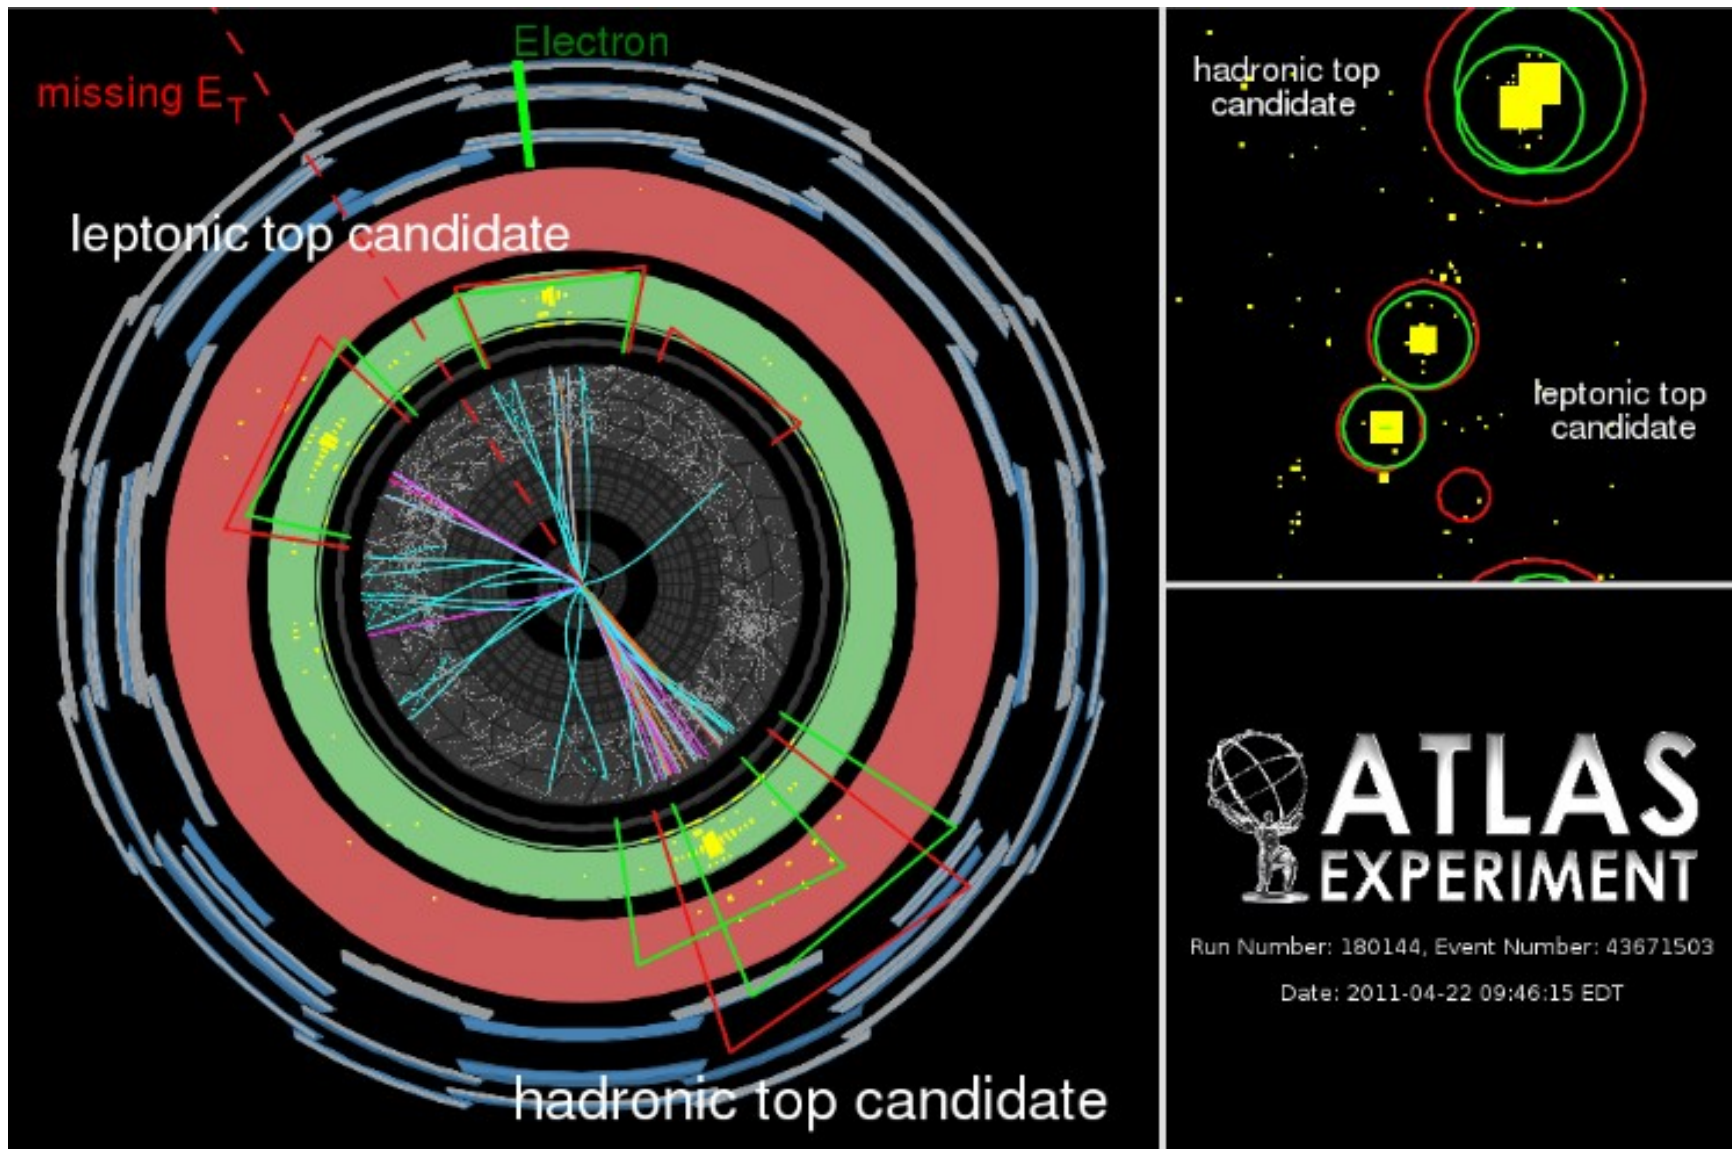 Electron
missing E_T
leptonic top candidate
hadronic top candidate
hadronic top
candidate
leptonic top
candidate
ATLAS
EXPERIMENT
Run Number: 180144, Event Number: 43671503
Date: 2011-04-22 09:46:15 EDT